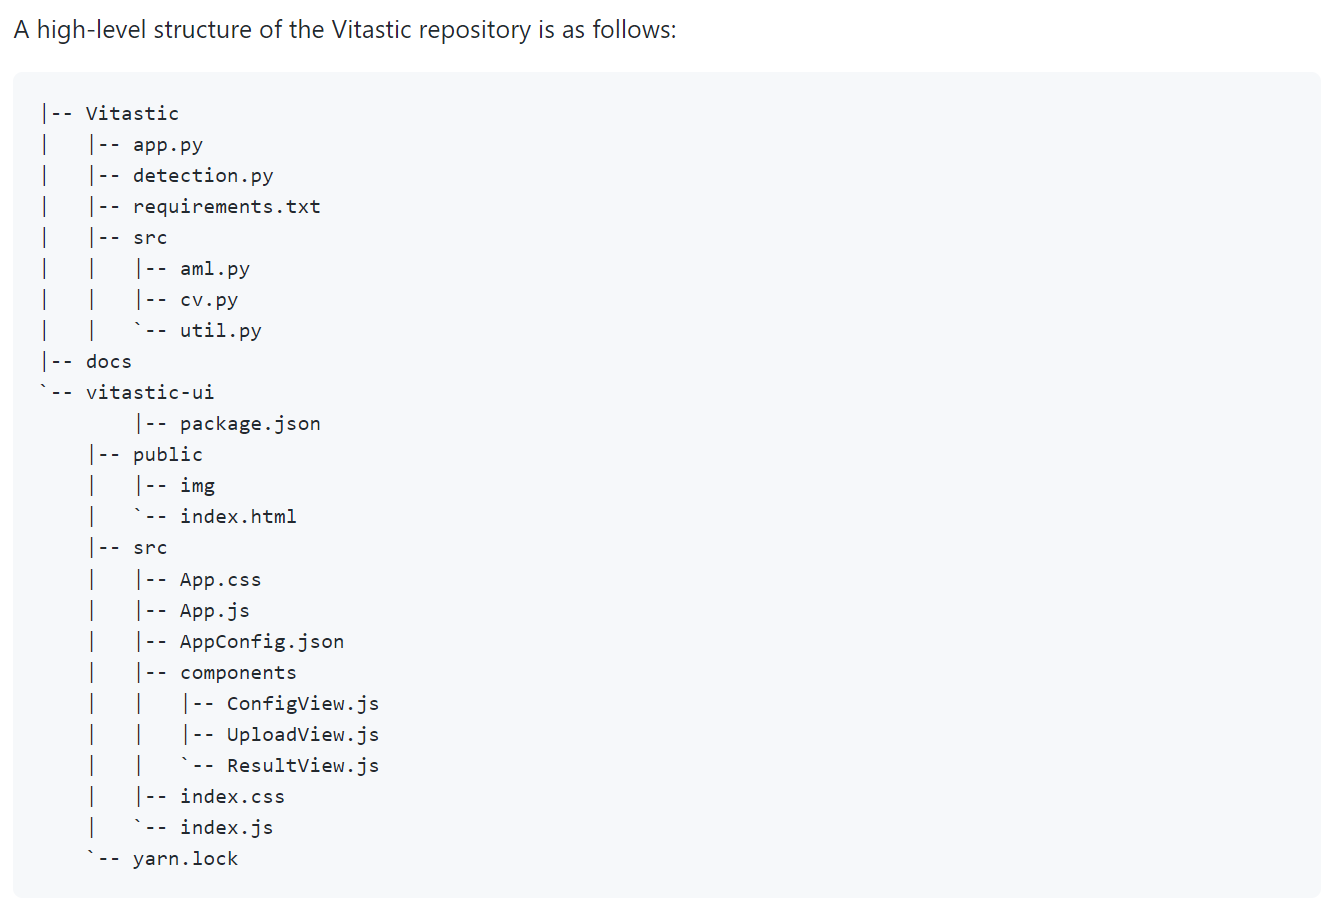 A high-level structure of the Vitastic repository is as follows:
|-- Vitastic
|   |-- app.py
|   |-- detection.py
|   |-- requirements.txt
|   |-- src
|   |   |-- aml.py
|   |   |-- cv.py
|   |   `-- util.py
|-- docs
`-- vitastic-ui
        |-- package.json
    |-- public
    |   |-- img
    |   `-- index.html
    |-- src
    |   |-- App.css
    |   |-- App.js
    |   |-- AppConfig.json
    |   |-- components
    |   |   |-- ConfigView.js
    |   |   |-- UploadView.js
    |   |   `-- ResultView.js
    |   |-- index.css
    |   `-- index.js
    `-- yarn.lock